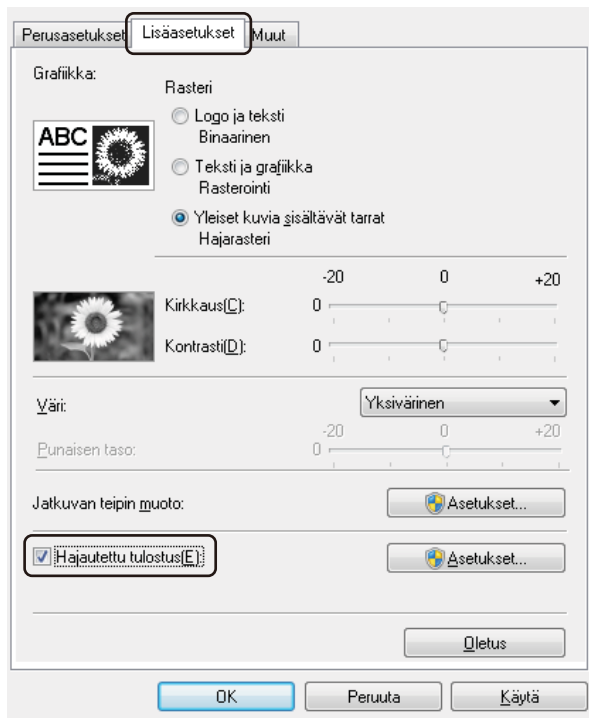 Perusasetukset Lisäasetukset Muut
Grafiikka:
Rasteri
Logo ja teksti
Binaarinen
ABC
Teksti ja grafiikka
Rasterointi
Yleiset kuvia sisältävät tarrat
Hajarasteri
-20 0 +20
Kirkkaus(C): 0
Kontrasti(D): 0
Väri: Yksivärinen
-20 0 +20
Punaisen taso: 0
Jatkuvan teipin muoto: Asetukset...
Hajautettu tulostus(E): Asetukset...
Oletus
OK Peruuta Käytä